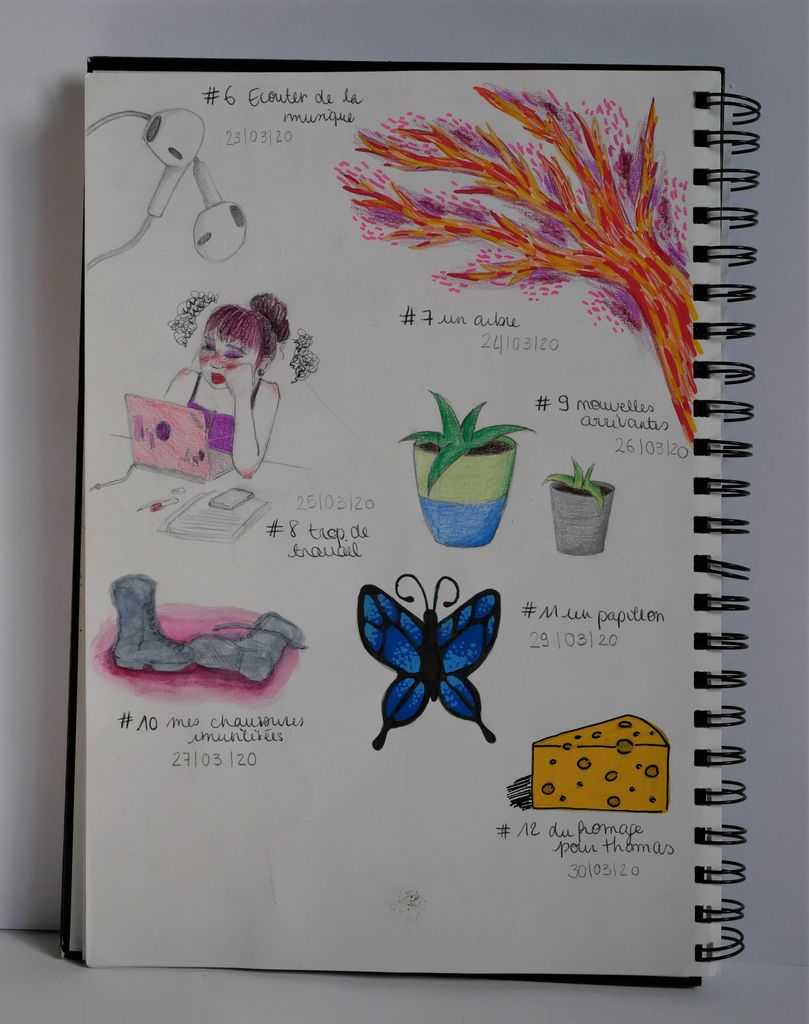 #6 Ecouter de la
musique
23/03/20
#7 un arbre
24/03/20
25/03/20
#8 trop de
travail
#9 nouvelles
arrivantes
26/03/20
#10 mes chaussures
inutilisées
27/03/20
#11 un papillon
29/03/20
#12 du fromage
pour thomas
30/03/20